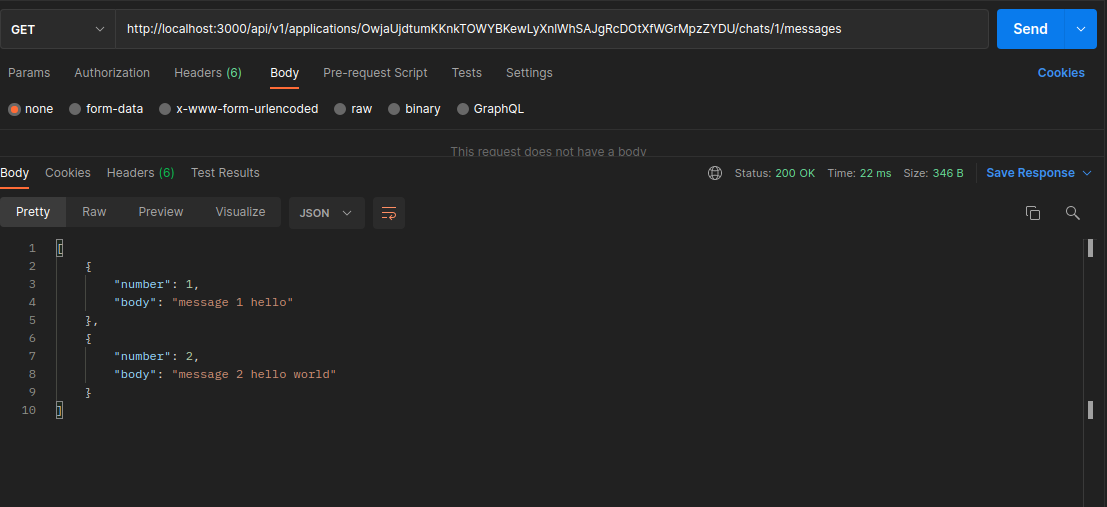 GET http://localhost:3000/api/v1/applications/OwjaUjdtumKKnkTOWYBKewLyXnlWhSAJgRcDOtXfWGrMpzZYDU/chats/1/messages Send
Params Authorization Headers (6) Body Pre-request Script Tests Settings Cookies
none form-data x-www-form-urlencoded raw binary GraphQL
This request does not have a body
Body Cookies Headers (6) Test Results Status: 200 OK Time: 22 ms Size: 346 B Save Response
Pretty Raw Preview Visualize JSON
1 [
2 {
3 "number": 1,
4 "body": "message 1 hello"
5 },
6 {
7 "number": 2,
8 "body": "message 2 hello world"
9 }
10 ]